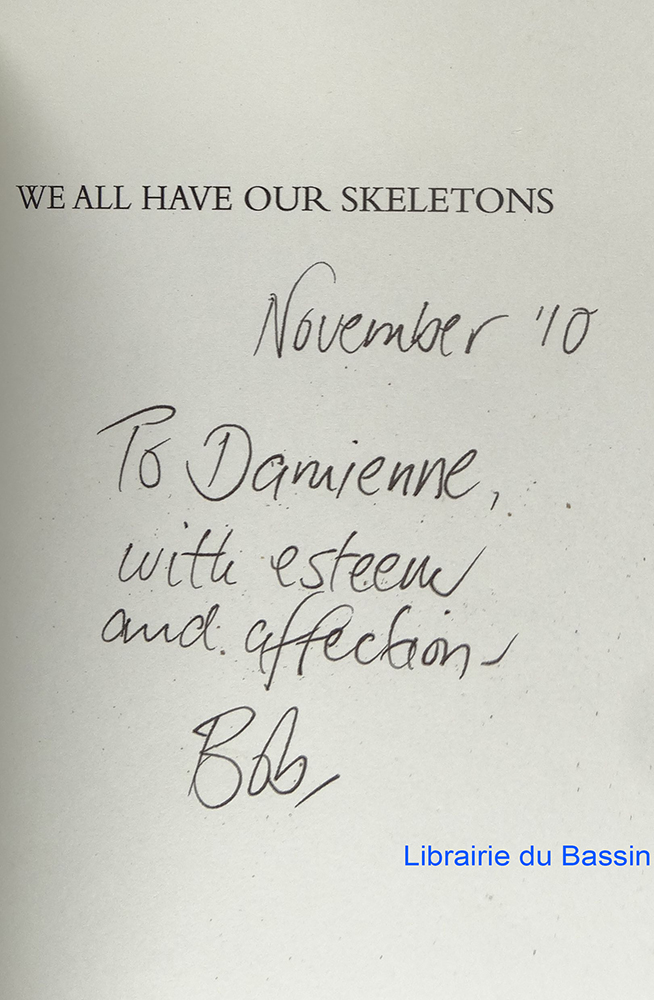 WE ALL HAVE OUR SKELETONS
November '10
To Damienne,
with esteem
and affection -
Bob
Librairie du Bassin